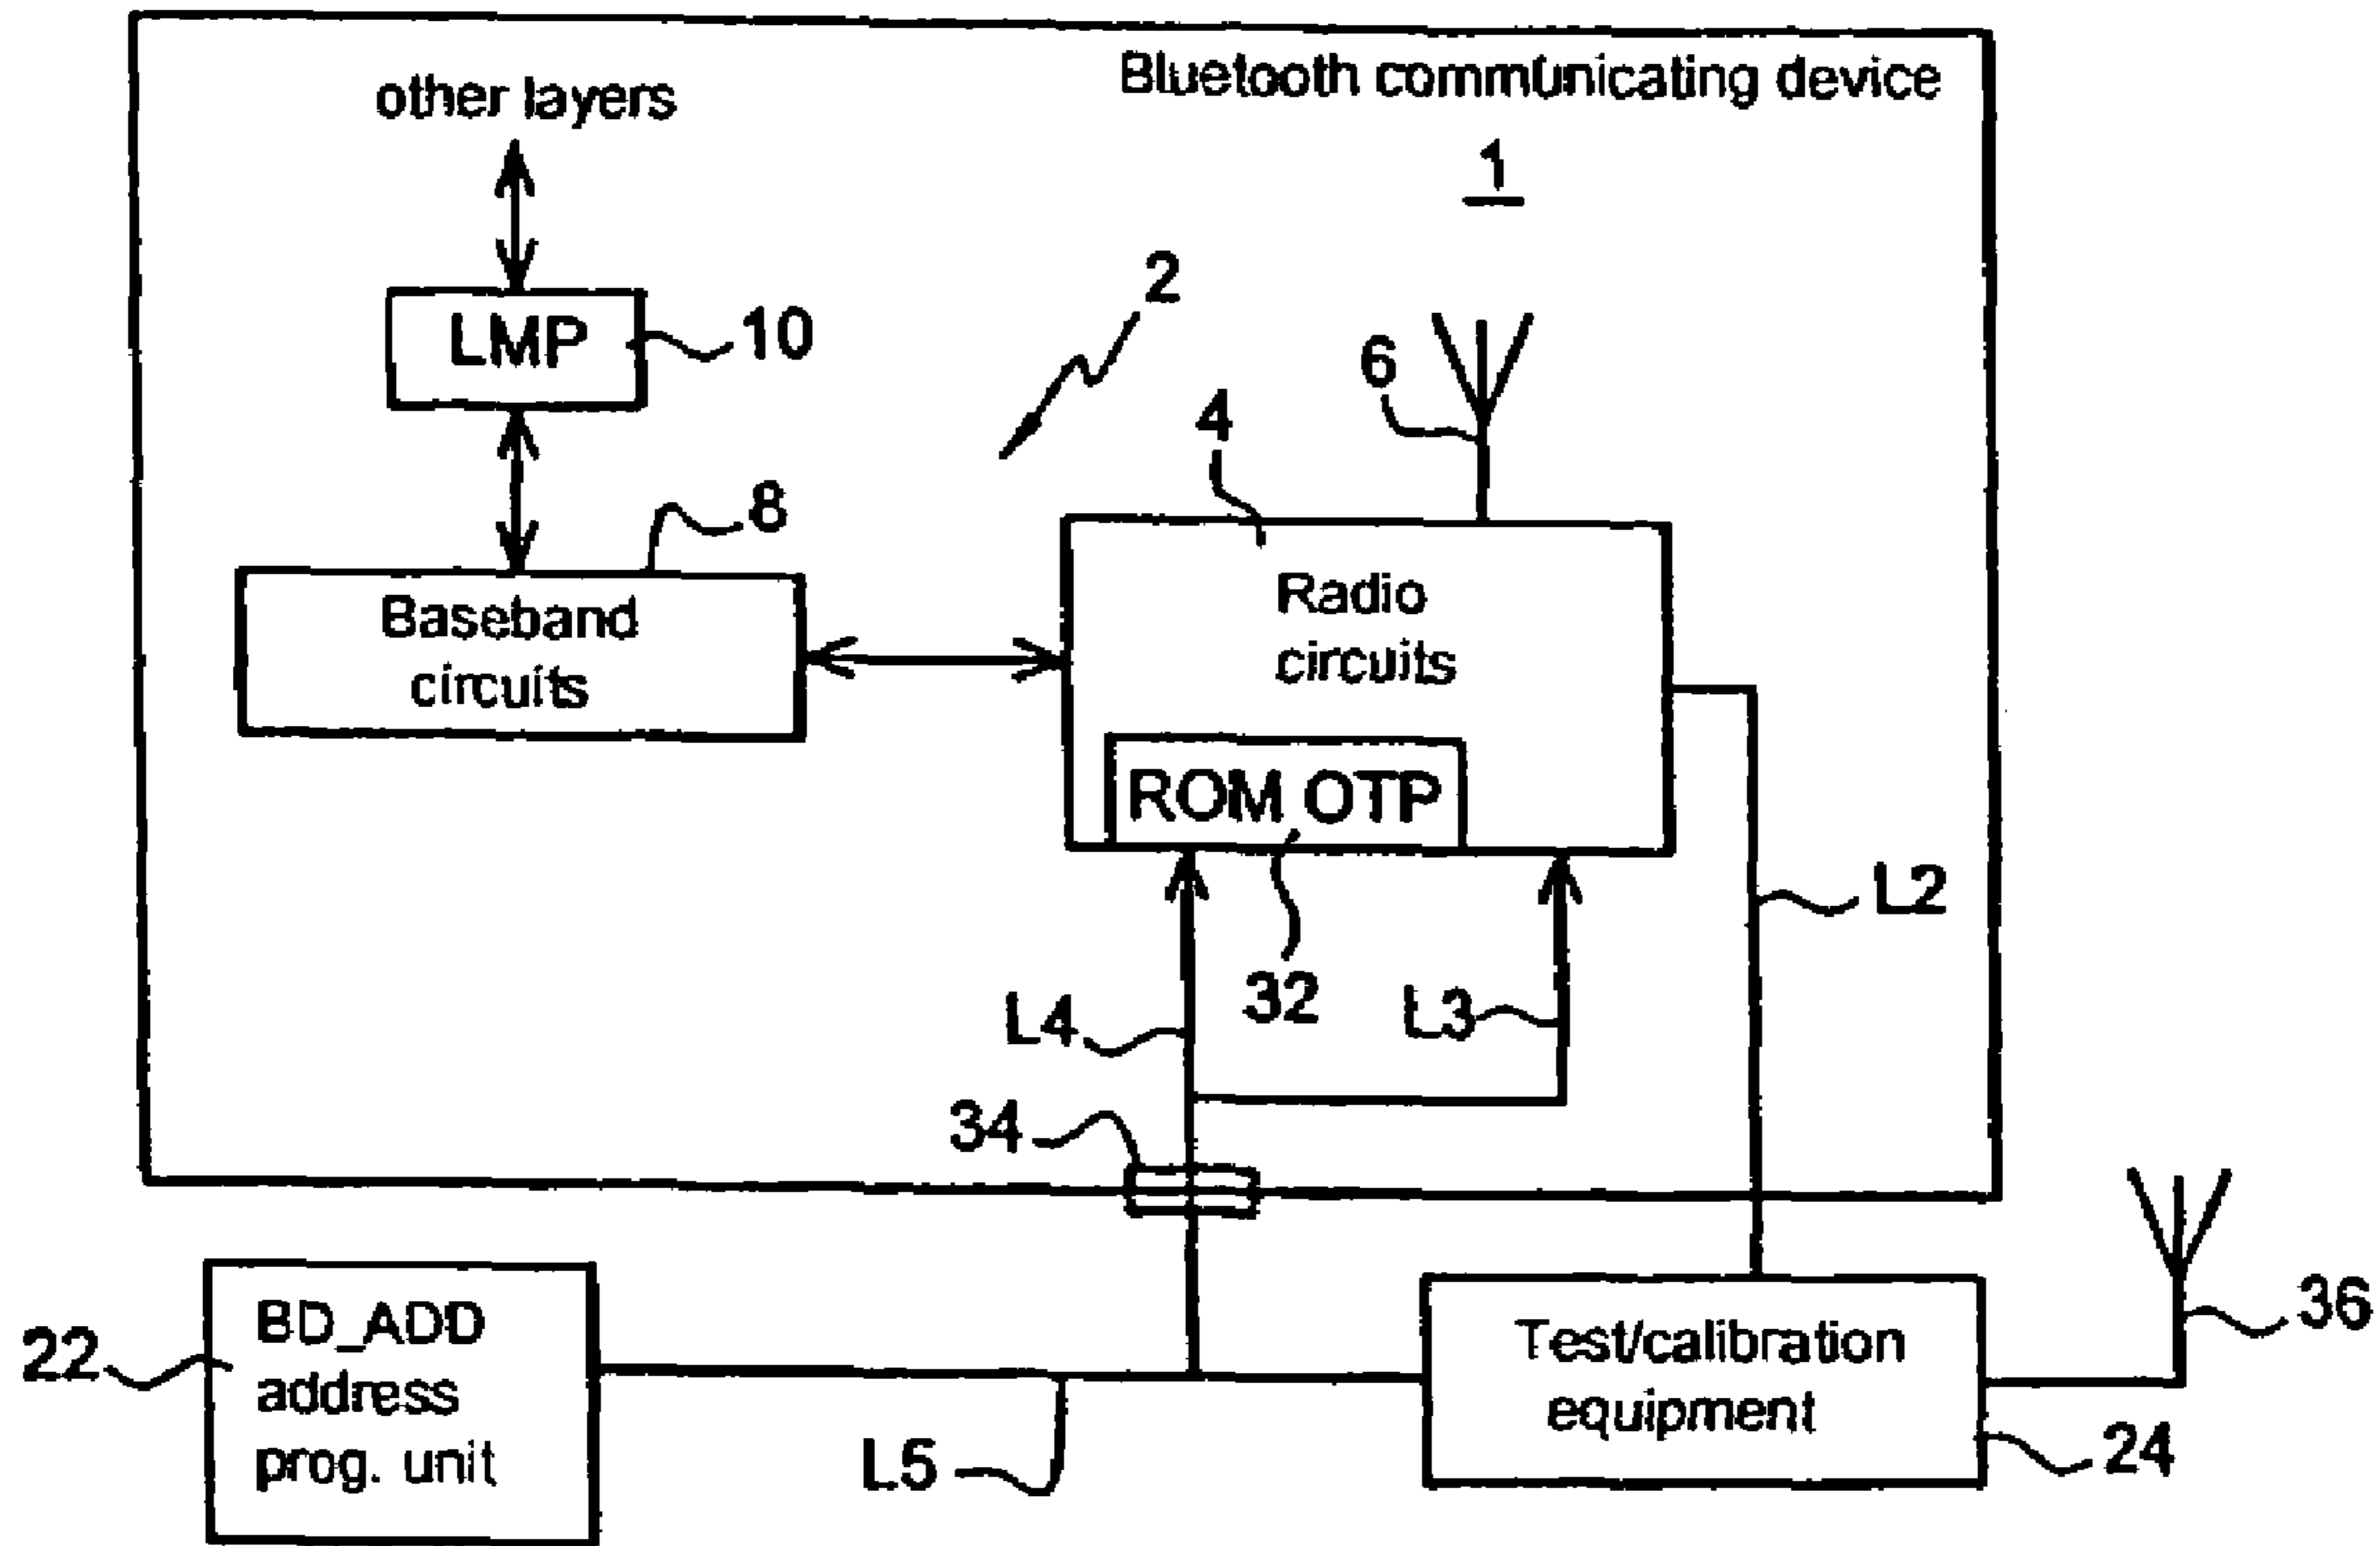 Bluetooth communicating device
1
other layers
2
LMP
10
6
4
8
Baseband
circuits
Radio
circuits
ROM OTP
L2
32
L4
L3
34
36
22
BD_ADD
address
prog. unit
L5
Test/calibration
equipment
24